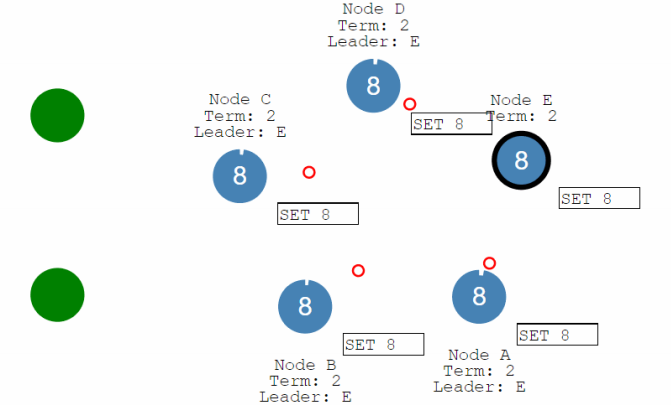 Node D
Term: 2
Leader: E
8
SET 8
Node E
Term: 2
8
SET 8
Node C
Term: 2
Leader: E
8
SET 8
8
SET 8
Node B
Term: 2
Leader: E
8
SET 8
Node A
Term: 2
Leader: E